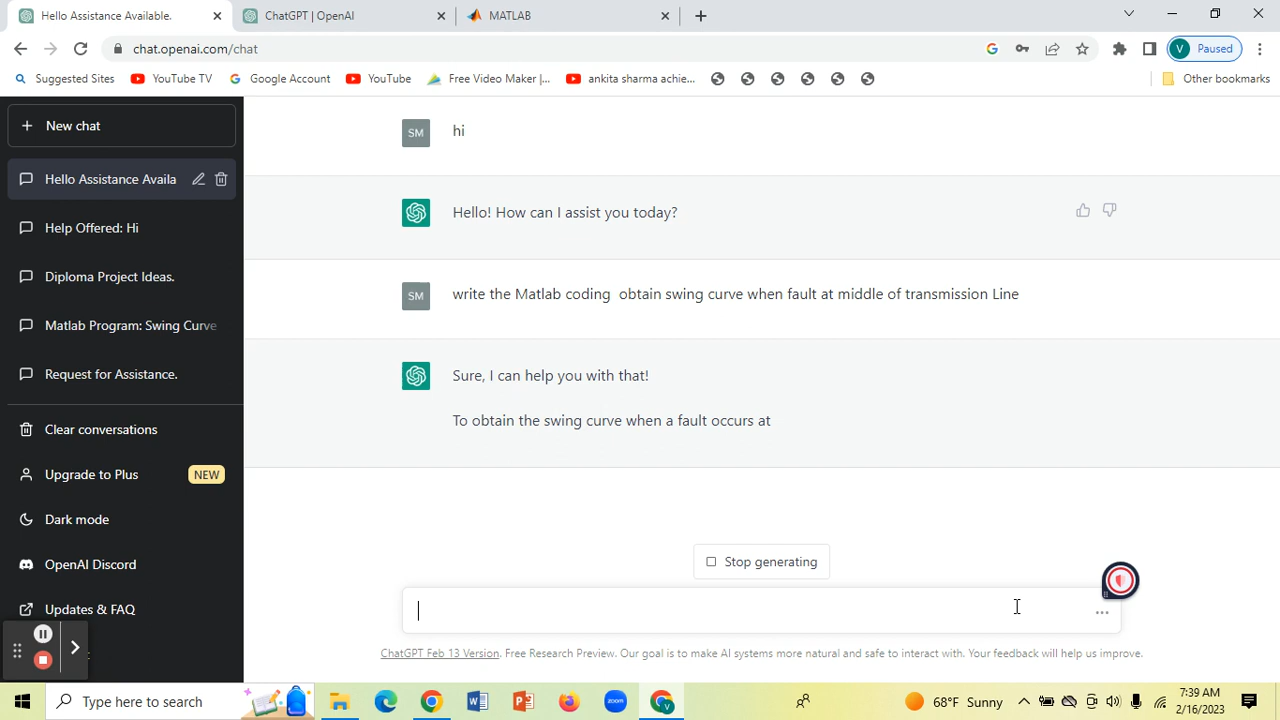 Hello Assistance Available.
ChatGPT | OpenAI
MATLAB
chat.openai.com/chat
V Paused
Suggested Sites
YouTube TV
Google Account
YouTube
Free Video Maker |...
ankita sharma achie...
Other bookmarks
New chat
Hello Assistance Availa
Help Offered: Hi
Diploma Project Ideas.
Matlab Program: Swing Curve
Request for Assistance.
Clear conversations
Upgrade to Plus
NEW
Dark mode
OpenAI Discord
Updates & FAQ
SM
hi
Hello! How can I assist you today?
SM
write the Matlab coding obtain swing curve when fault at middle of transmission Line
Sure, I can help you with that!
To obtain the swing curve when a fault occurs at
Stop generating
ChatGPT Feb 13 Version. Free Research Preview. Our goal is to make AI systems more natural and safe to interact with. Your feedback will help us improve.
Type here to search
zoom
V
68°F Sunny
7:39 AM
2/16/2023